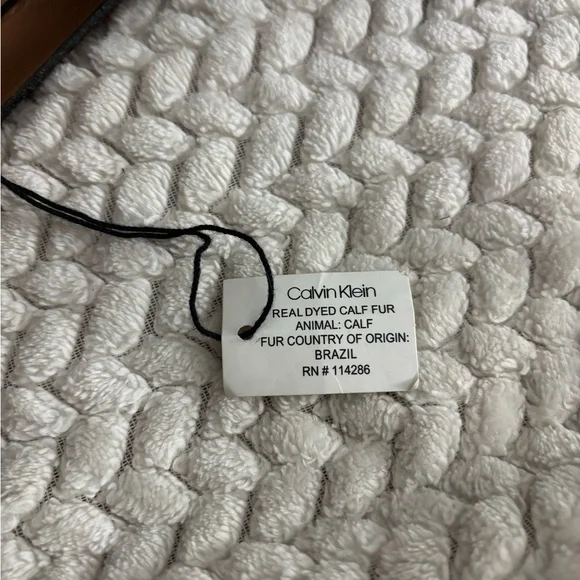 Calvin Klein
REAL DYED CALF FUR
ANIMAL: CALF
FUR COUNTRY OF ORIGIN:
BRAZIL
RN # 114286